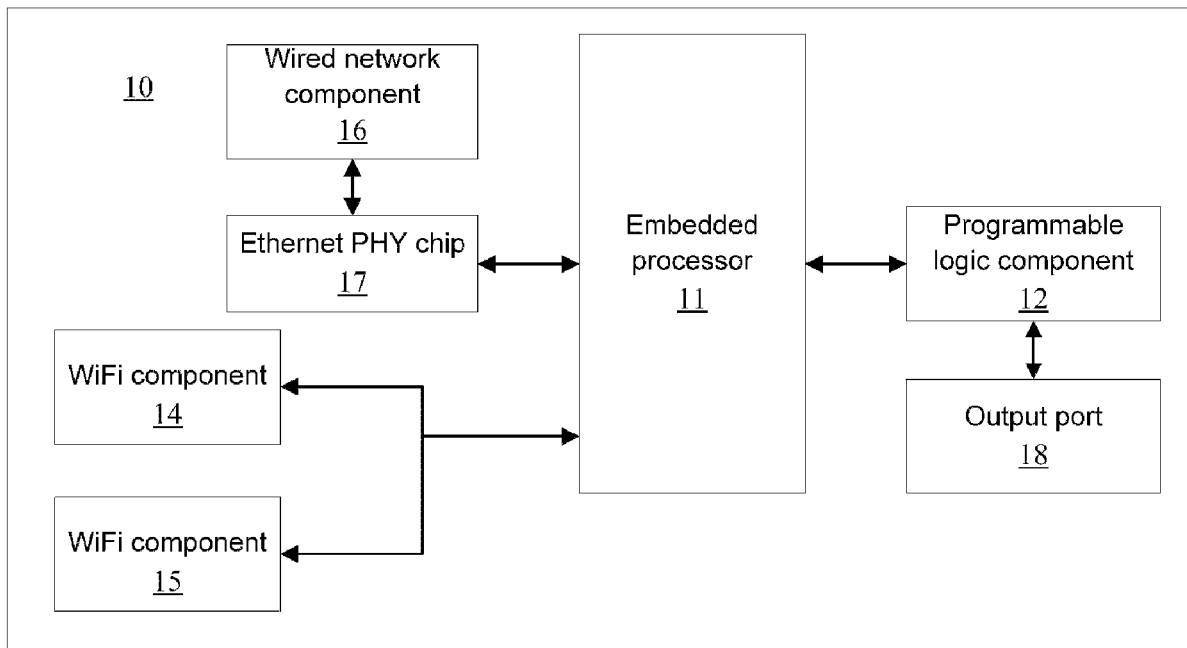 10
Wired network
component
16
Ethernet PHY chip
17
WiFi component
14
WiFi component
15
Embedded
processor
11
Programmable
logic component
12
Output port
18